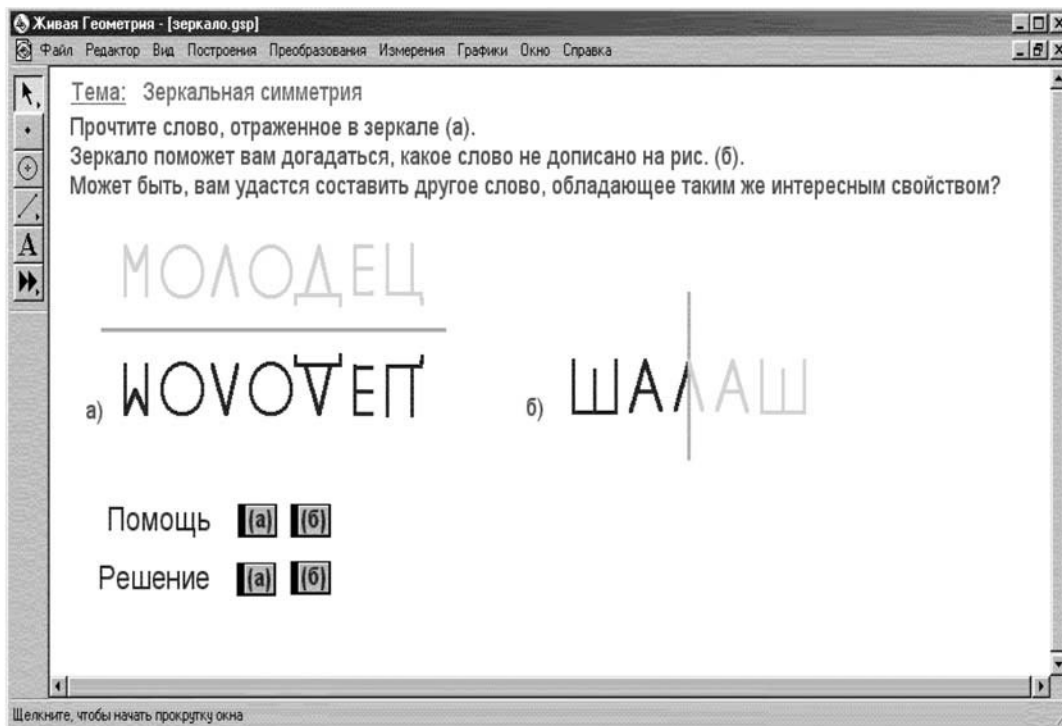 Живая Геометрия - [зеркало.gsp]
Файл Редактор Вид Построения Преобразования Измерения Графики Окно Справка
Тема: Зеркальная симметрия
Прочтите слово, отраженное в зеркале (а).
Зеркало поможет вам догадаться, какое слово не дописано на рис. (б).
Может быть, вам удастся составить другое слово, обладающее таким же интересным свойством?
МОЛОДЕЦ
а) МОЛОДЕЦ б) ШАЛАШ
Помощь (а) (б)
Решение (а) (б)
A
Щелкните, чтобы начать прокрутку окна